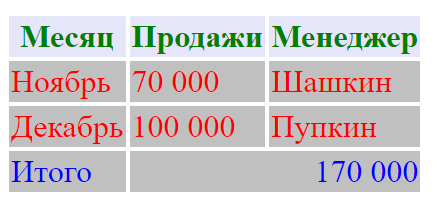 Месяц Продажи Менеджер
Ноябрь 70 000 Шашкин
Декабрь 100 000 Пупкин
Итого 170 000